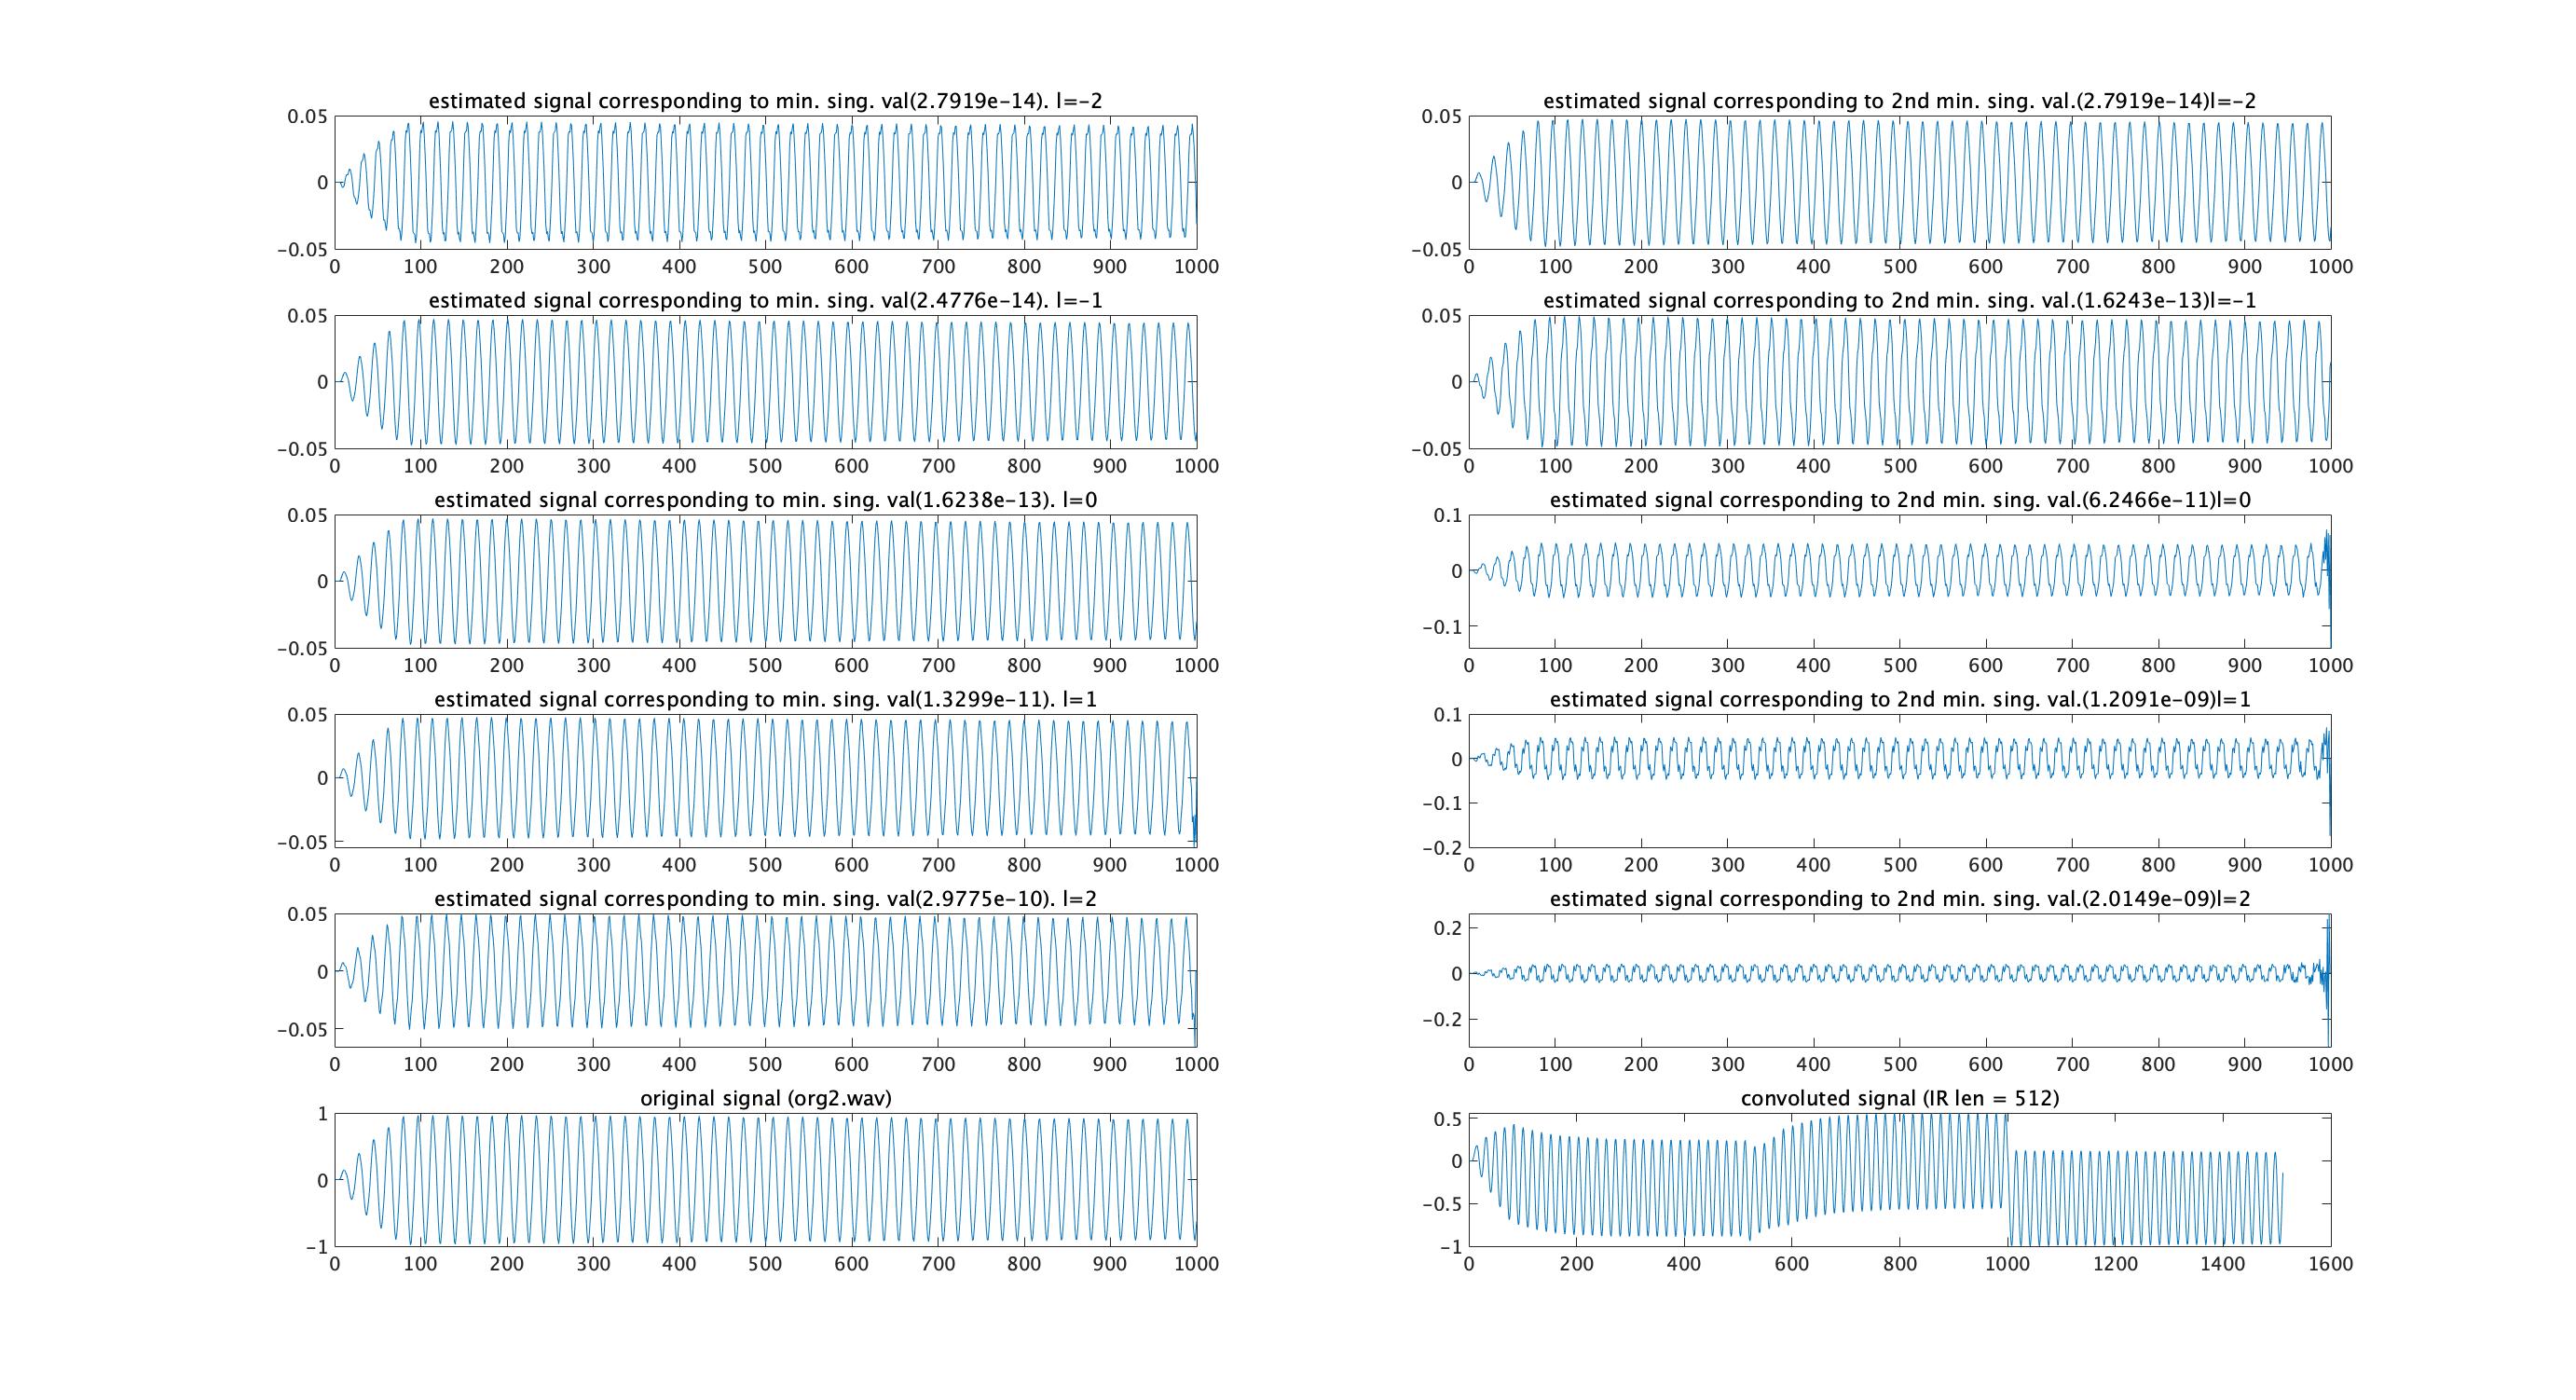 estimated signal corresponding to min. sing. val(2.7919e-14). l=-2
0.05
0
-0.05
0 100 200 300 400 500 600 700 800 900 1000
estimated signal corresponding to 2nd min. sing. val.(2.7919e-14)l=-2
0.05
0
-0.05
0 100 200 300 400 500 600 700 800 900 1000
estimated signal corresponding to min. sing. val(2.4776e-14). l=-1
0.05
0
-0.05
0 100 200 300 400 500 600 700 800 900 1000
estimated signal corresponding to 2nd min. sing. val.(1.6243e-13)l=-1
0.05
0
-0.05
0 100 200 300 400 500 600 700 800 900 1000
estimated signal corresponding to min. sing. val(1.6238e-13). l=0
0.05
0
-0.05
0 100 200 300 400 500 600 700 800 900 1000
estimated signal corresponding to 2nd min. sing. val.(6.2466e-11)l=0
0.1
0
-0.1
0 100 200 300 400 500 600 700 800 900 1000
estimated signal corresponding to min. sing. val(1.3299e-11). l=1
0.05
0
-0.05
0 100 200 300 400 500 600 700 800 900 1000
estimated signal corresponding to 2nd min. sing. val.(1.2091e-09)l=1
0.1
0
-0.1
-0.2
0 100 200 300 400 500 600 700 800 900 1000
estimated signal corresponding to min. sing. val(2.9775e-10). l=2
0.05
0
-0.05
0 100 200 300 400 500 600 700 800 900 1000
estimated signal corresponding to 2nd min. sing. val.(2.0149e-09)l=2
0.2
0
-0.2
0 100 200 300 400 500 600 700 800 900 1000
original signal (org2.wav)
1
0
-1
0 100 200 300 400 500 600 700 800 900 1000
convoluted signal (IR len = 512)
0.5
0
-0.5
-1
0 200 400 600 800 1000 1200 1400 1600